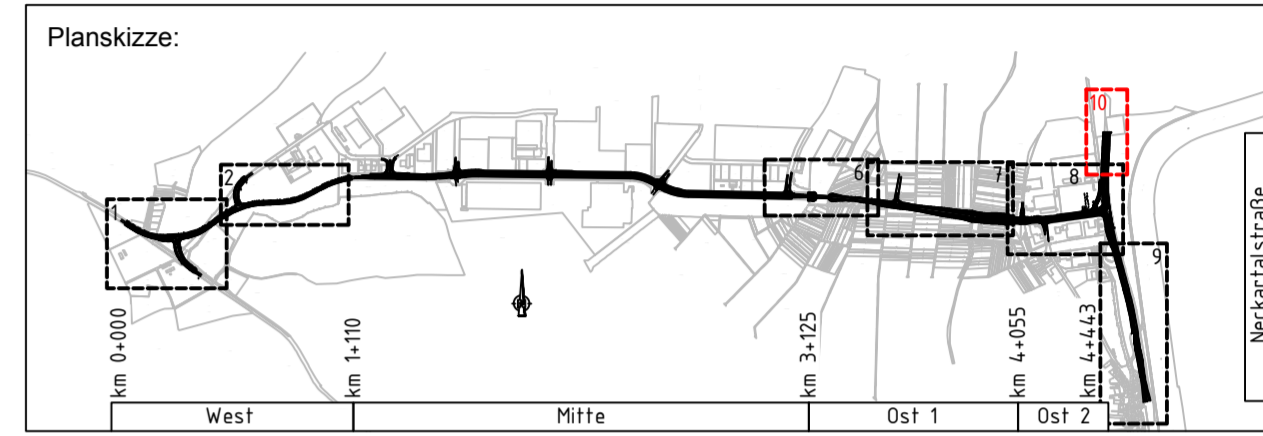 Planskizze:
1
2
6
7
8
9
10
km 0+000
km 1+110
km 3+125
km 4+055
km 4+443
West
Mitte
Ost 1
Ost 2
Neckartalstraße